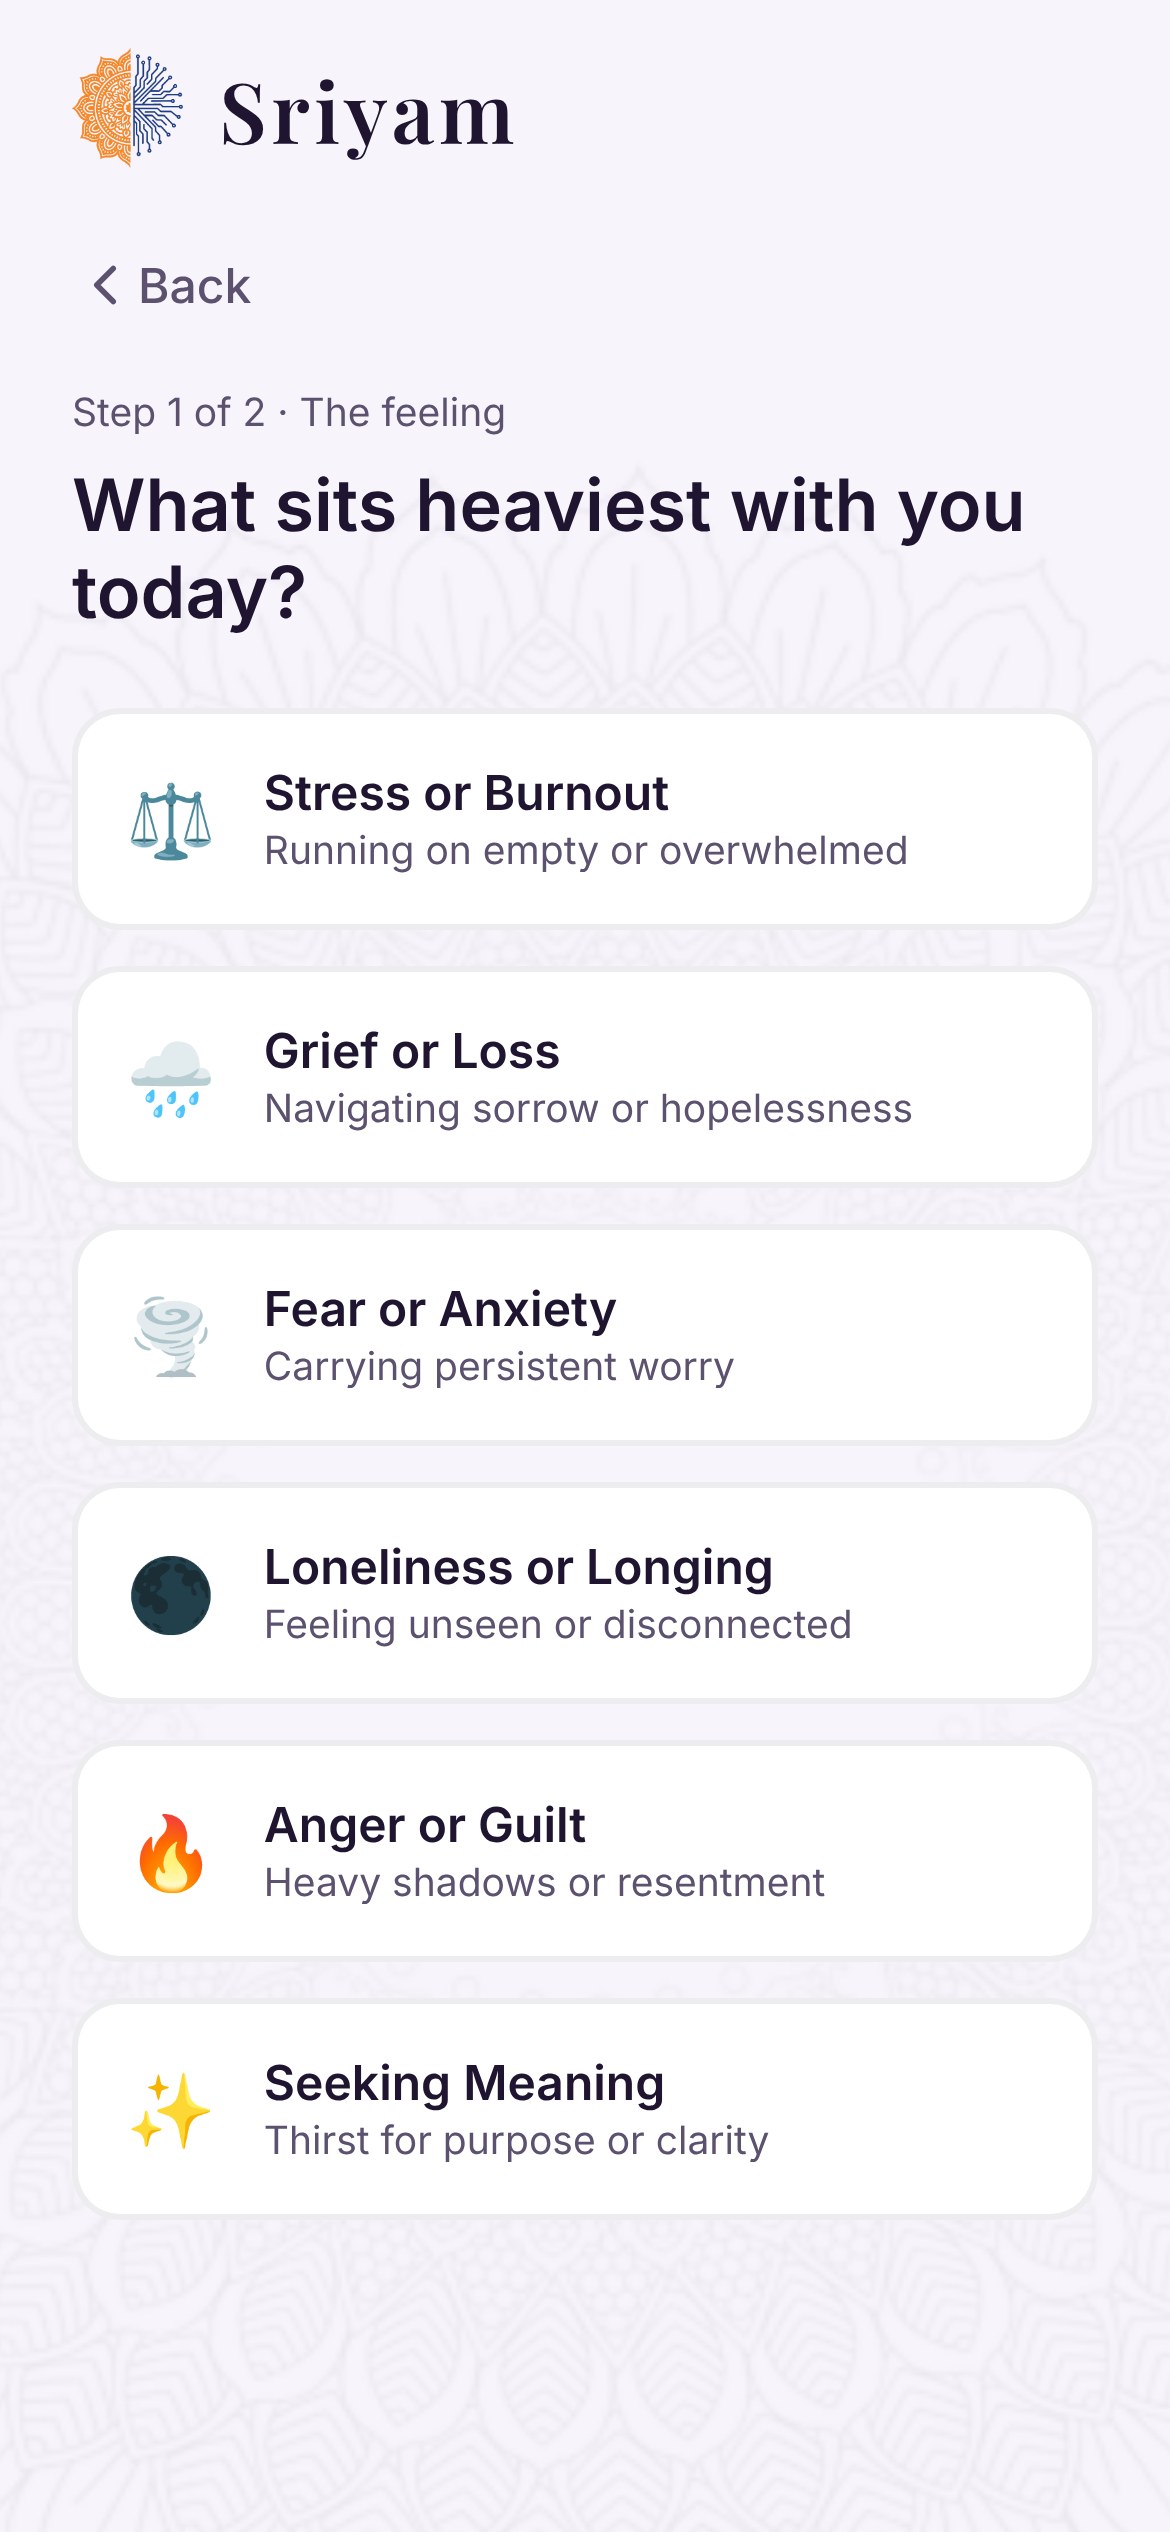 Sriyam
Back
Step 1 of 2 · The feeling
What sits heaviest with you
today?
Stress or Burnout
Running on empty or overwhelmed
Grief or Loss
Navigating sorrow or hopelessness
Fear or Anxiety
Carrying persistent worry
Loneliness or Longing
Feeling unseen or disconnected
Anger or Guilt
Heavy shadows or resentment
Seeking Meaning
Thirst for purpose or clarity